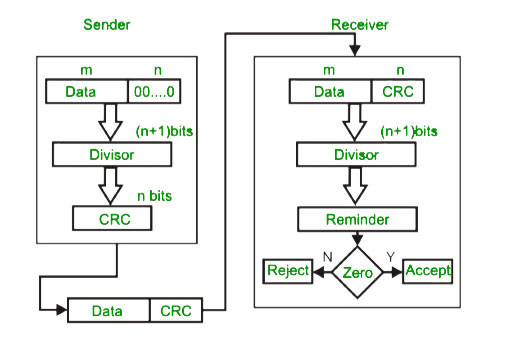 Sender
m n
Data 00....0
(n+1)bits
Divisor
n bits
CRC
Data CRC
Receiver
m n
Data CRC
(n+1)bits
Divisor
Reminder
N Y
Reject Zero Accept